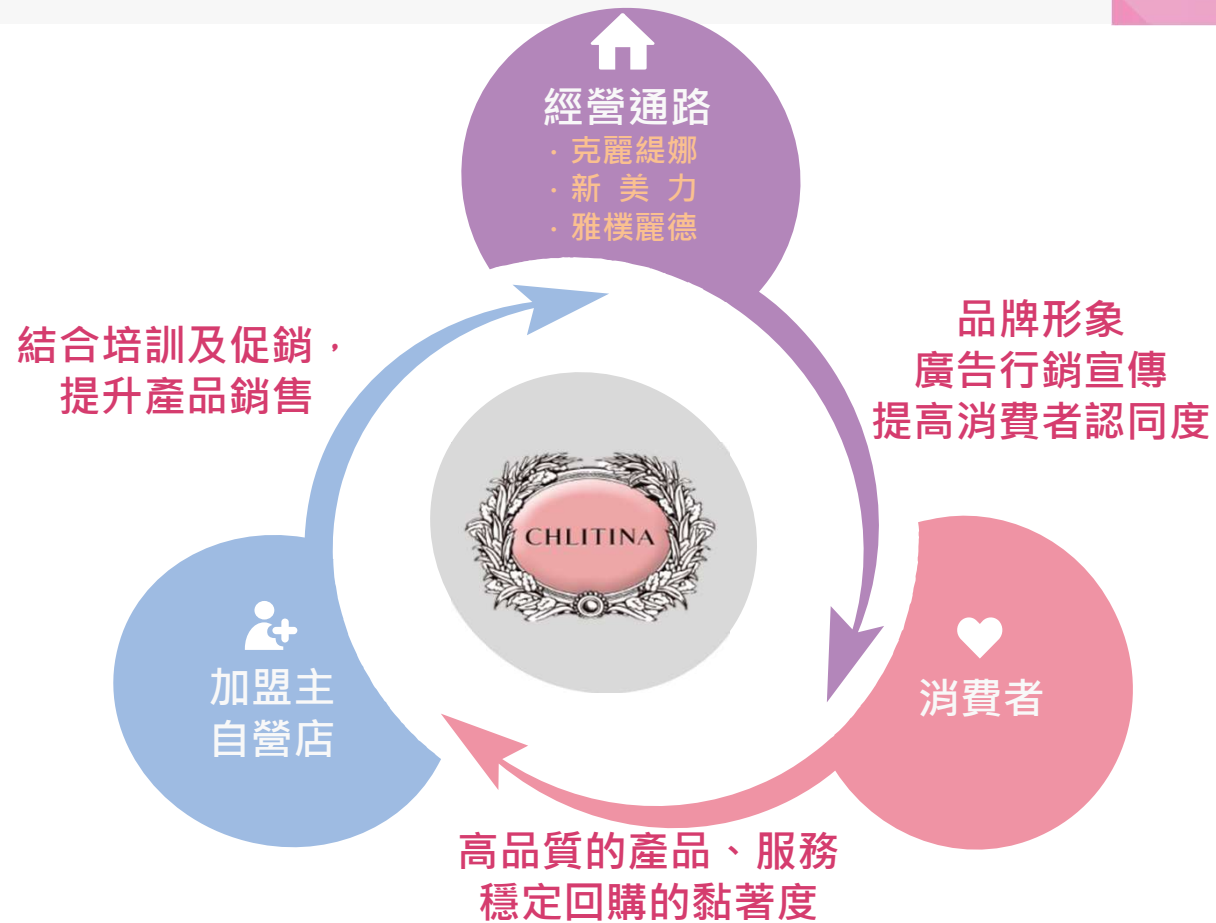 經營通路
· 克麗緹娜
· 新 美 力
· 雅樸麗德
結合培訓及促銷，
提升產品銷售
品牌形象
廣告行銷宣傳
提高消費者認同度
CHLITINA
加盟主
自營店
消費者
高品質的產品、服務
穩定回購的黏著度